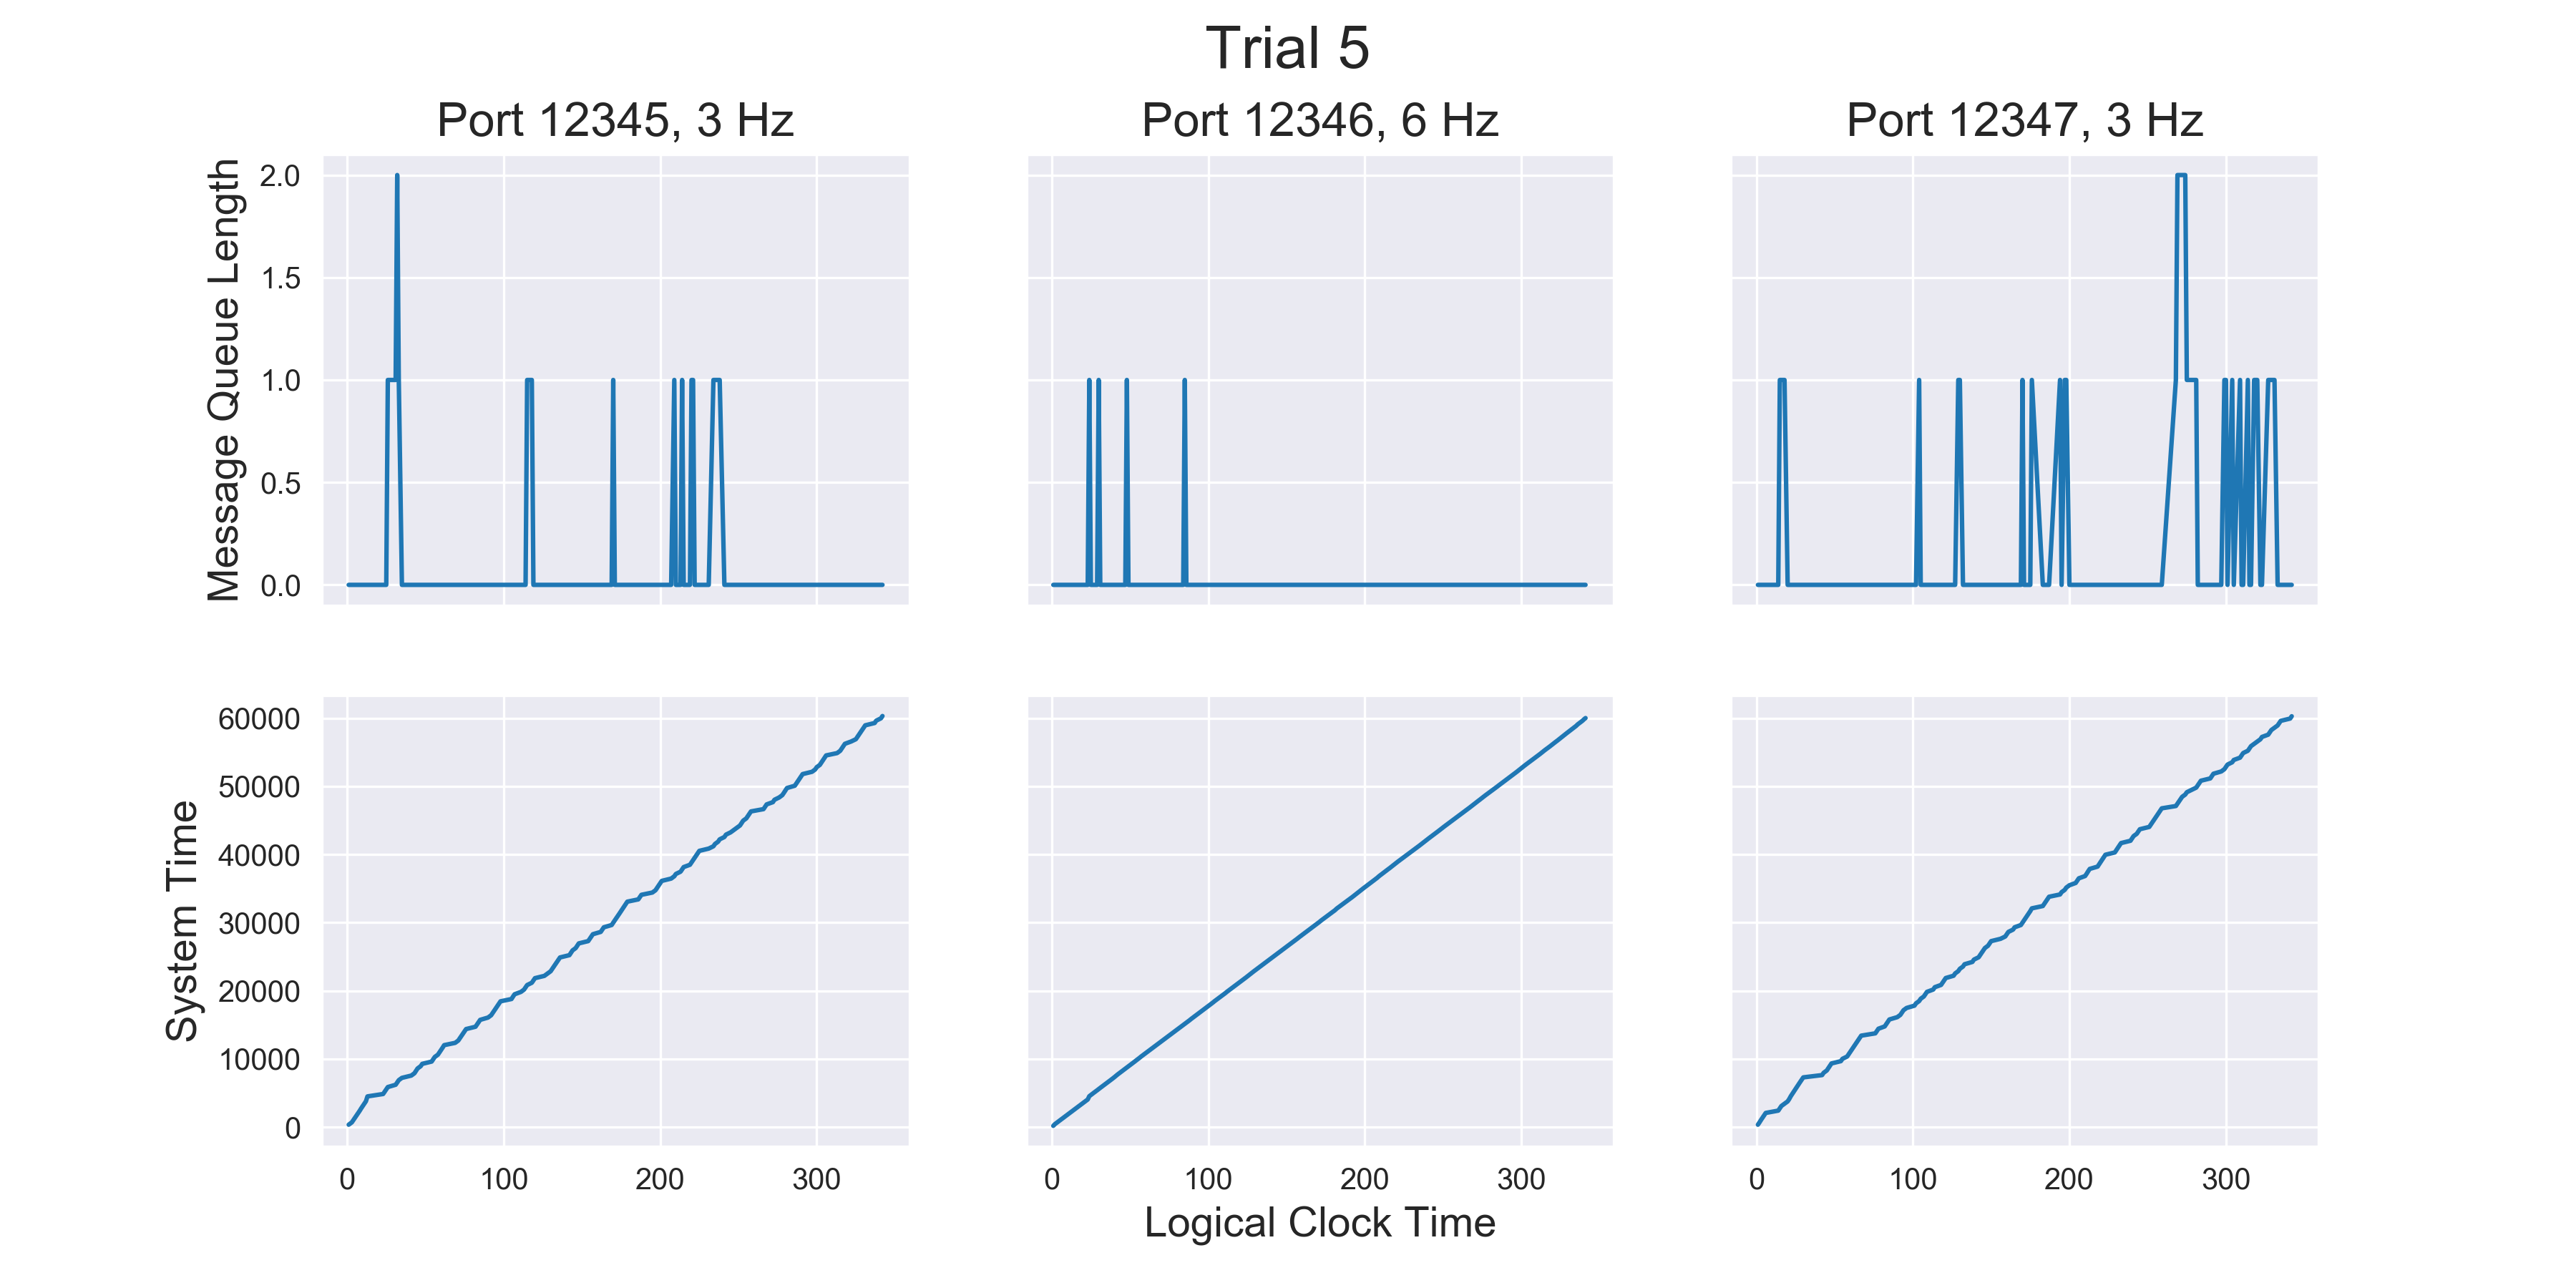 Trial 5
Port 12345, 3 Hz
Port 12346, 6 Hz
Port 12347, 3 Hz
Message Queue Length
2.0
1.5
1.0
0.5
0.0
System Time
60000
50000
40000
30000
20000
10000
0
0 100 200 300
0 100 200 300
0 100 200 300
Logical Clock Time